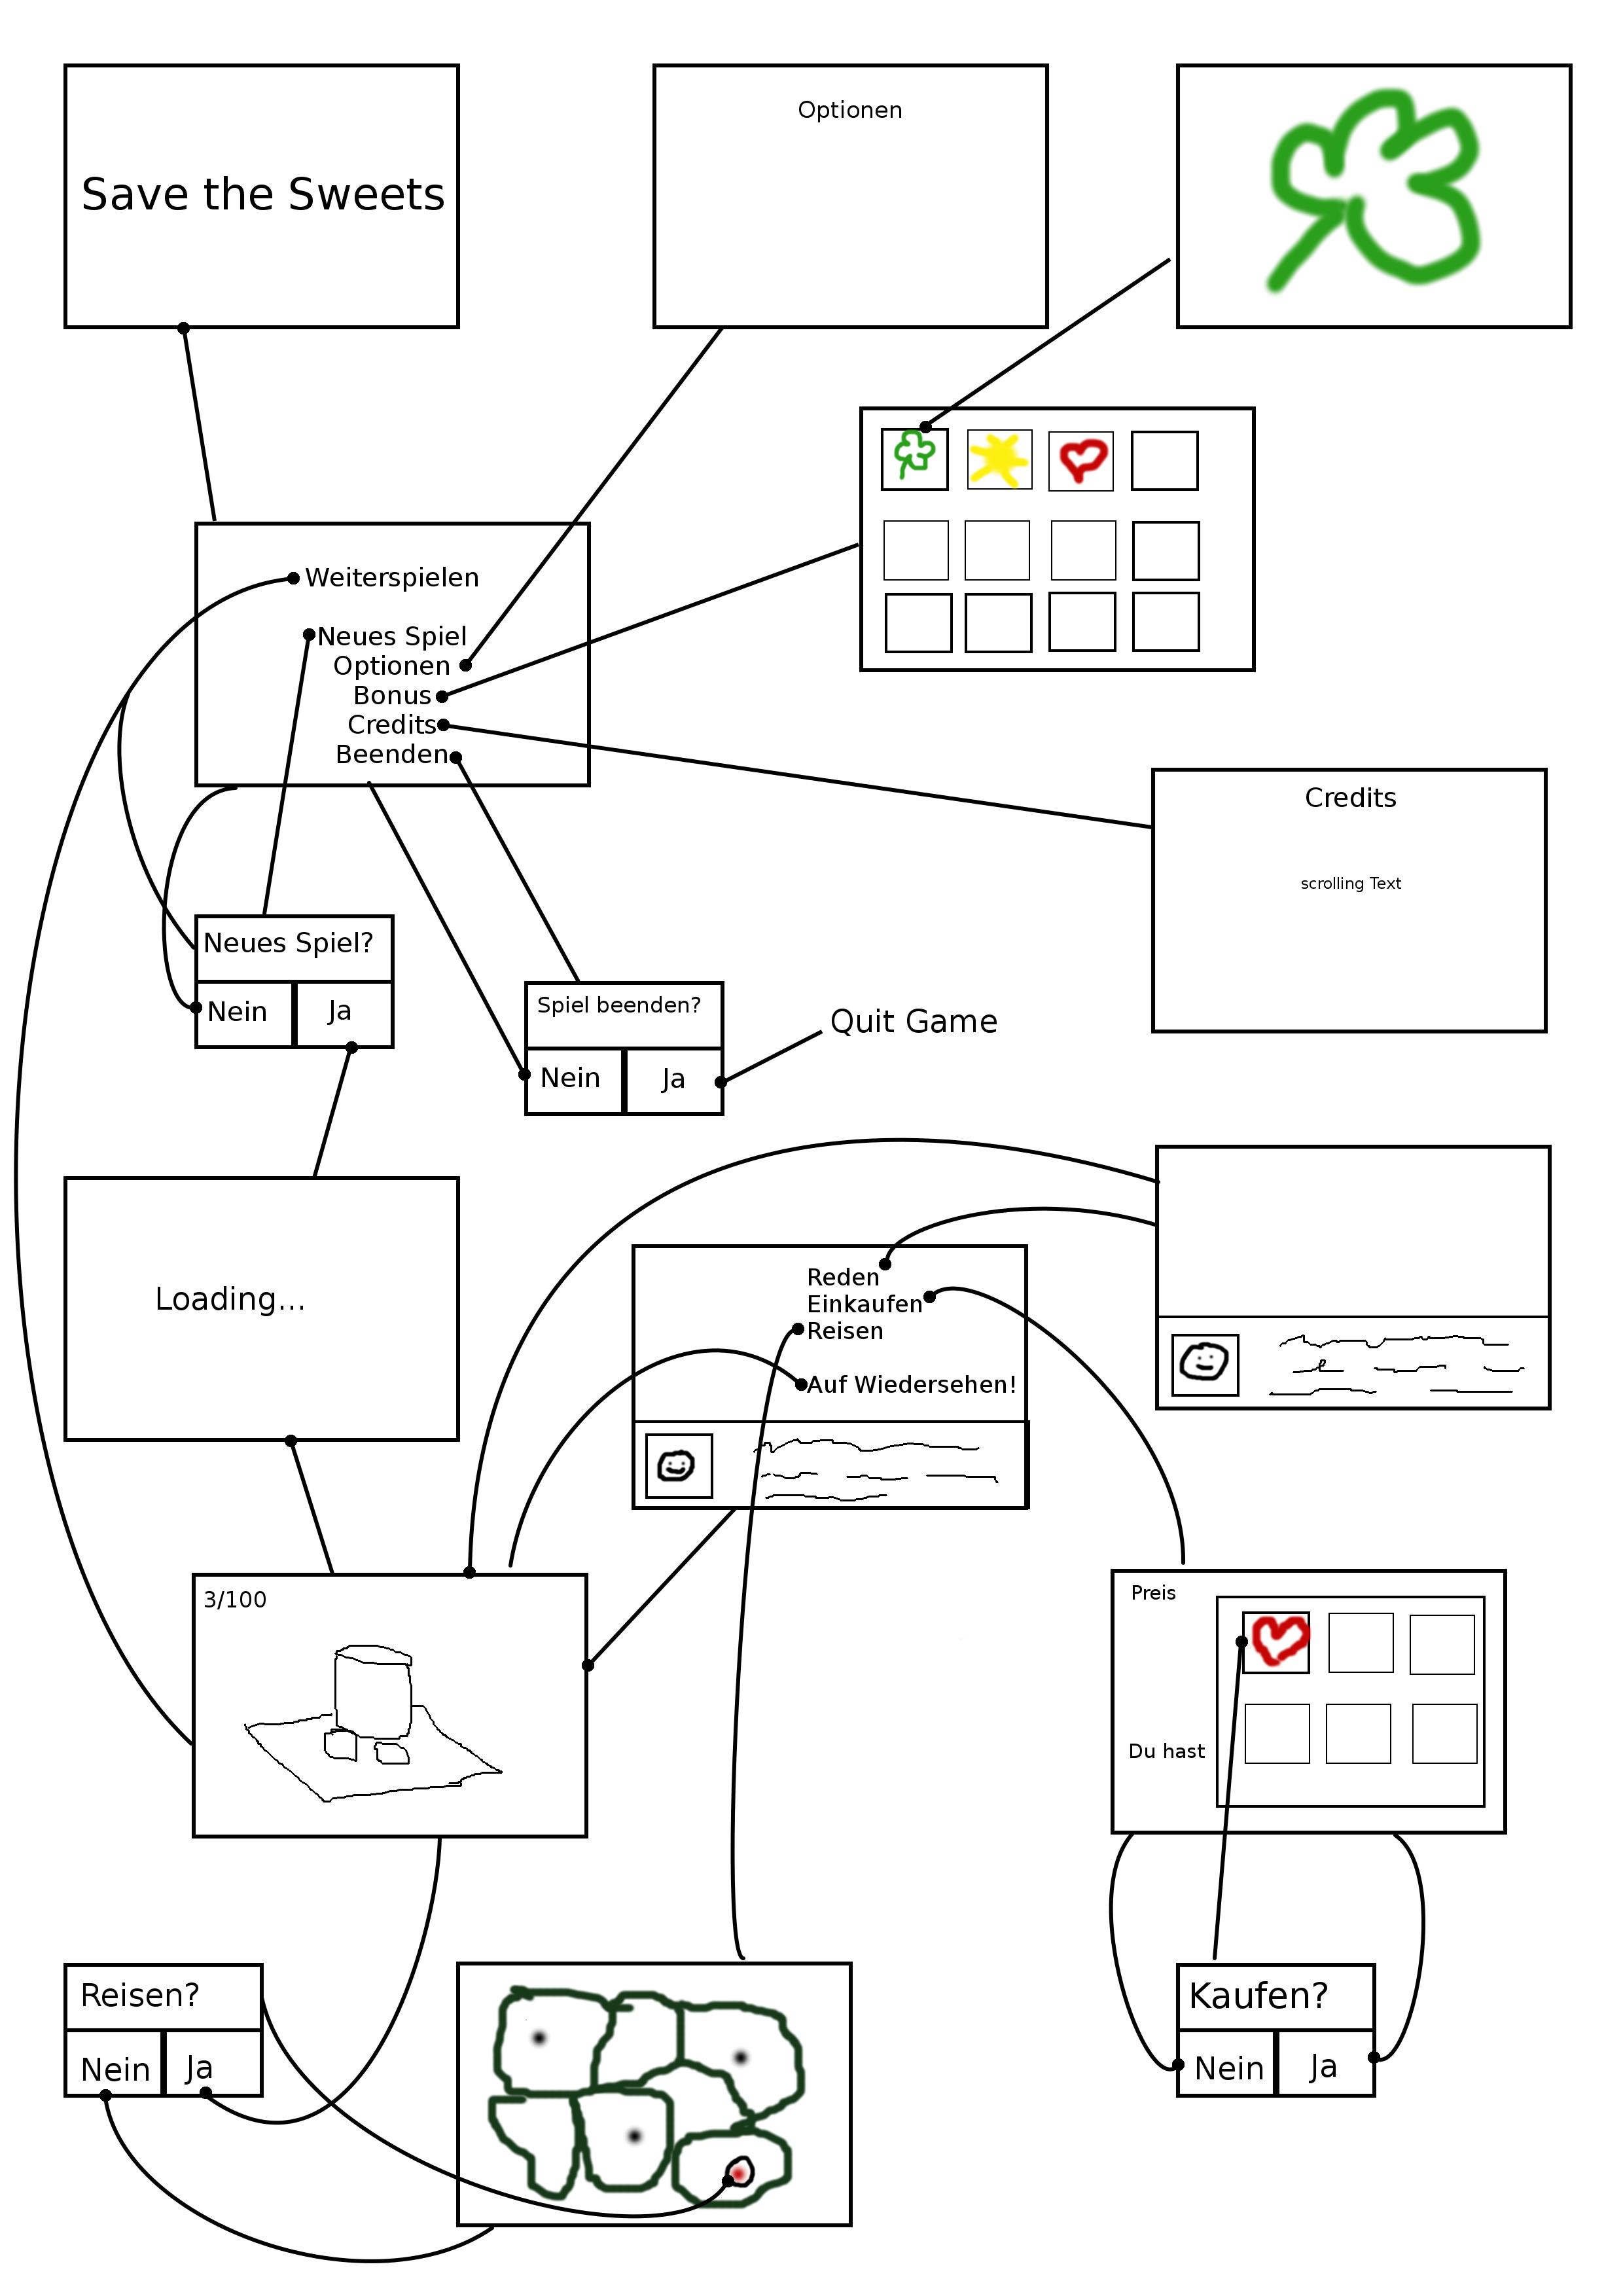 Save the Sweets
Optionen
Weiterspielen
Neues Spiel
Optionen
Bonus
Credits
Beenden
Credits
scrolling Text
Neues Spiel?
Nein
Ja
Spiel beenden?
Nein
Ja
Quit Game
Loading...
Reden
Einkaufen
Reisen
Auf Wiedersehen!
3/100
Preis
Du hast
Reisen?
Nein
Ja
Kaufen?
Nein
Ja